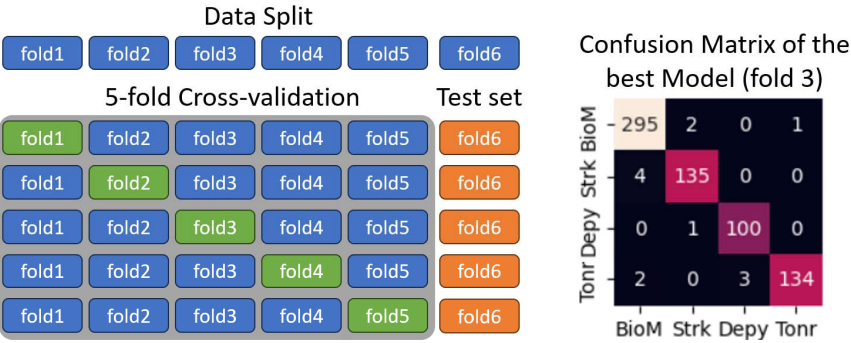 Data Split
fold1 fold2 fold3 fold4 fold5 fold6
5-fold Cross-validation Test set
fold1 fold2 fold3 fold4 fold5 fold6
fold1 fold2 fold3 fold4 fold5 fold6
fold1 fold2 fold3 fold4 fold5 fold6
fold1 fold2 fold3 fold4 fold5 fold6
fold1 fold2 fold3 fold4 fold5 fold6
Confusion Matrix of the
best Model (fold 3)
BioM 295 2 0 1
Strk 4 135 0 0
Depy 0 1 100 0
Tonr 2 0 3 134
BioM Strk Depy Tonr